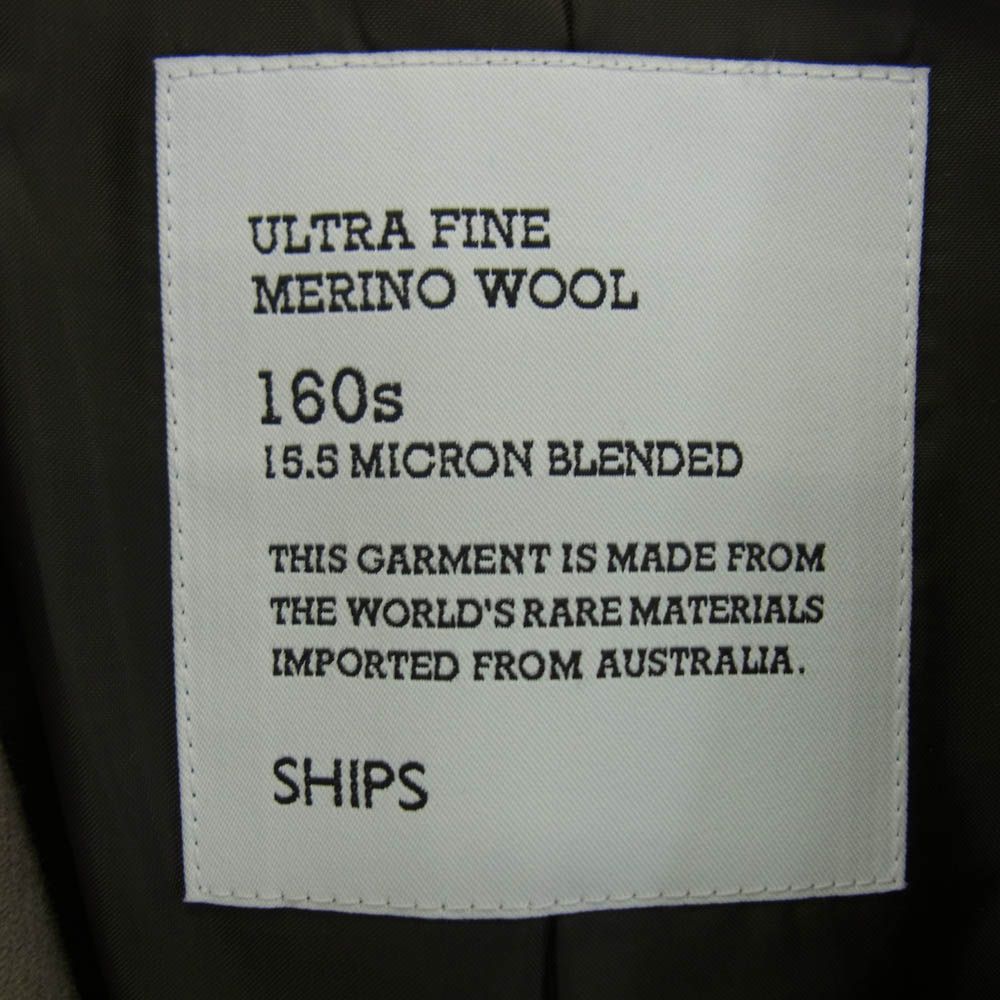 ULTRA FINE
MERINO WOOL
160s
15.5 MICRON BLENDED
THIS GARMENT IS MADE FROM
THE WORLD'S RARE MATERIALS
IMPORTED FROM AUSTRALIA.
SHIPS